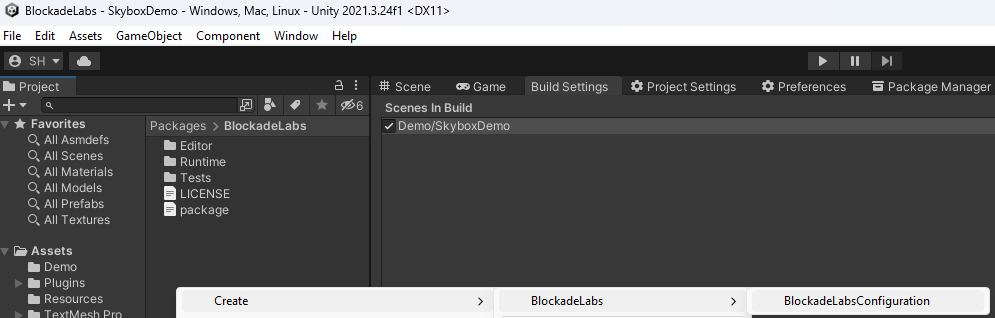 BlockadeLabs - SkyboxDemo - Windows, Mac, Linux - Unity 2021.3.24f1 <DX11>
File Edit Assets GameObject Component Window Help
SH
Project
Scene Game Build Settings Project Settings Preferences Package Manager
6
Scenes In Build
Favorites
All Asmdefs
All Scenes
All Materials
All Models
All Prefabs
All Textures
Assets
Demo
Plugins
Resources
TextMesh Pro
Packages > BlockadeLabs
Editor
Runtime
Tests
LICENSE
package
Demo/SkyboxDemo
Create > BlockadeLabs > BlockadeLabsConfiguration